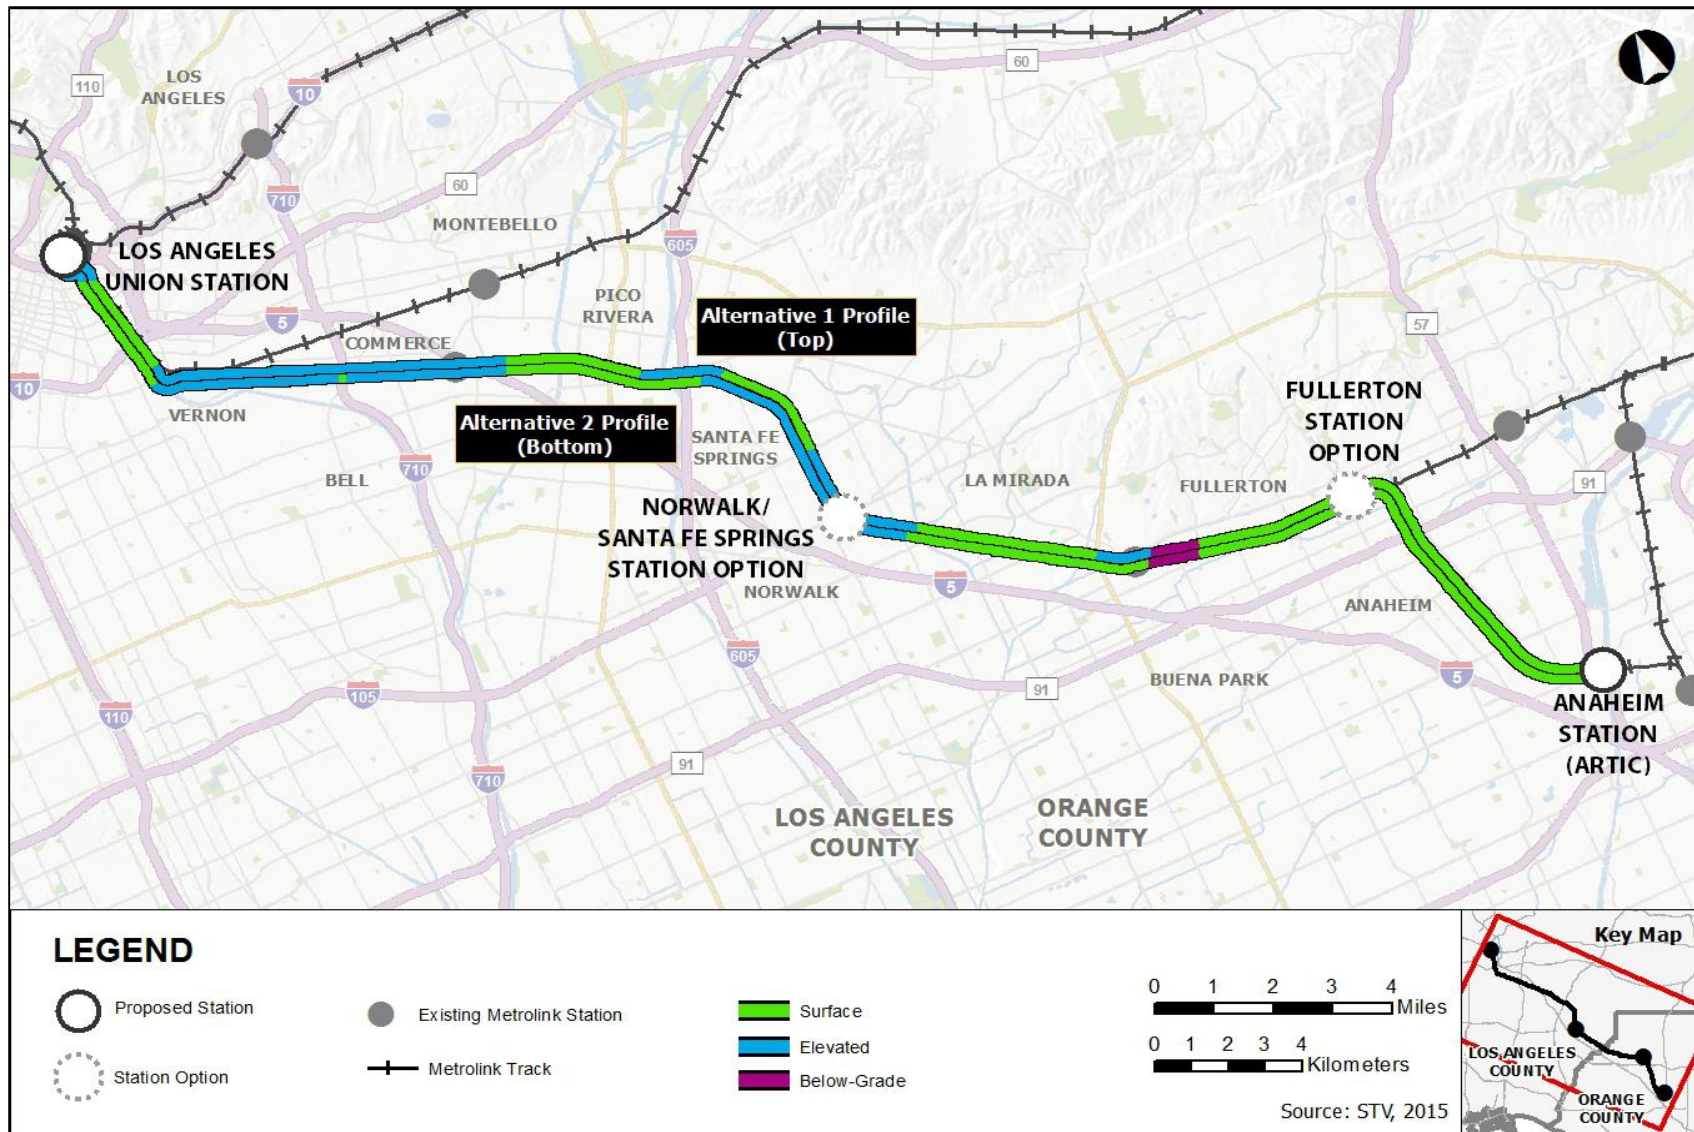 LOS
ANGELES
110
10
60
60
710
MONTEBELLO
605
LOS ANGELES
UNION STATION
PICO
RIVERA
5
COMMERCE
Alternative 1 Profile
(Top)
57
10
VERNON
Alternative 2 Profile
(Bottom)
SANTA FE
SPRINGS
FULLERTON
STATION
OPTION
710
BELL
LA MIRADA
FULLERTON
91
NORWALK/
SANTA FE SPRINGS
STATION OPTION
NORWALK
5
ANAHEIM
605
105
91
BUENA PARK
5
110
ANAHEIM
STATION
(ARTIC)
91
710
LOS ANGELES
COUNTY
ORANGE
COUNTY
LEGEND
Proposed Station
Station Option
Existing Metrolink Station
Metrolink Track
Surface
Elevated
Below-Grade
0 1 2 3 4
Miles
0 1 2 3 4
Kilometers
Source: STV, 2015
Key Map
LOS ANGELES
COUNTY
ORANGE
COUNTY